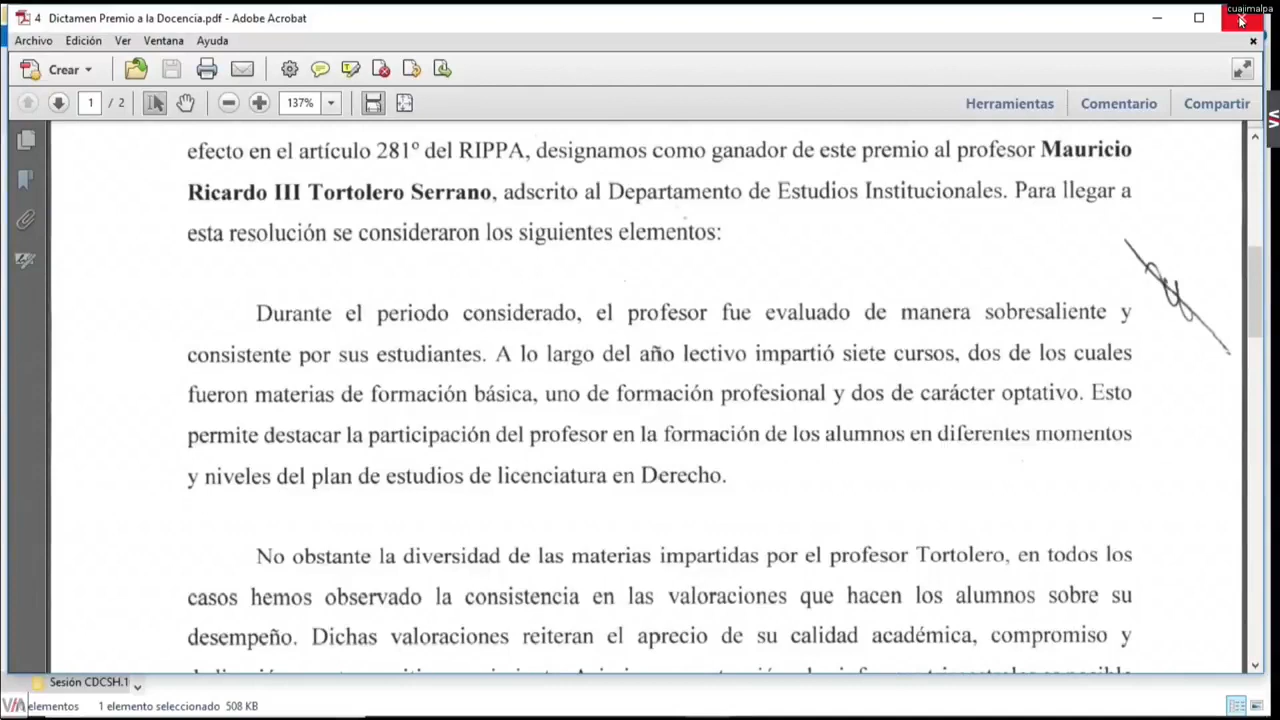 cuajimalpa
4 Dictamen Premio a la Docencia.pdf - Adobe Acrobat
Archivo Edición Ver Ventana Ayuda
Crear
1 / 2 137% Herramientas Comentario Compartir
efecto en el artículo 281º del RIPPA, designamos como ganador de este premio al profesor Mauricio
Ricardo III Tortolero Serrano, adscrito al Departamento de Estudios Institucionales. Para llegar a
esta resolución se consideraron los siguientes elementos:
Durante el periodo considerado, el profesor fue evaluado de manera sobresaliente y
consistente por sus estudiantes. A lo largo del año lectivo impartió siete cursos, dos de los cuales
fueron materias de formación básica, uno de formación profesional y dos de carácter optativo. Esto
permite destacar la participación del profesor en la formación de los alumnos en diferentes momentos
y niveles del plan de estudios de licenciatura en Derecho.
No obstante la diversidad de las materias impartidas por el profesor Tortolero, en todos los
casos hemos observado la consistencia en las valoraciones que hacen los alumnos sobre su
desempeño. Dichas valoraciones reiteran el aprecio de su calidad académica, compromiso y
Sesión CDCSH.1
elementos 1 elemento seleccionado 508 KB